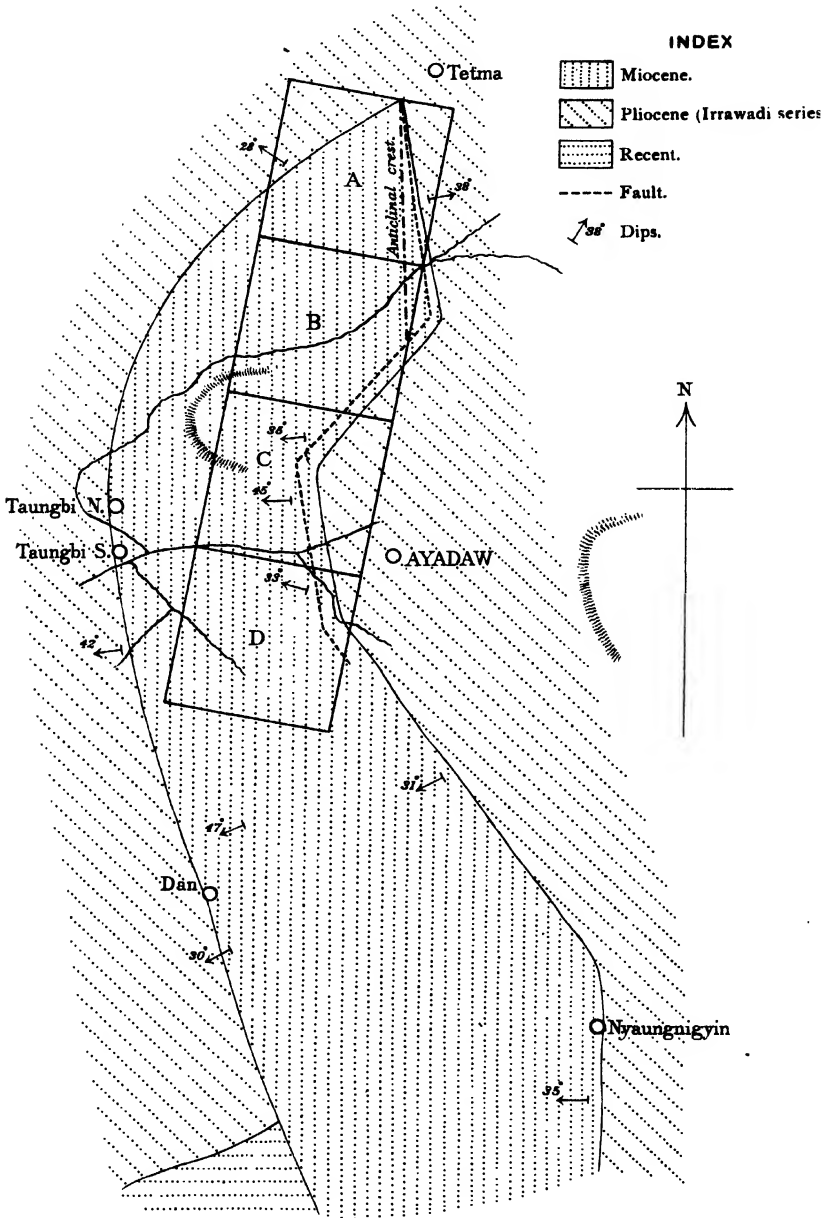 INDEX
Miocene.
Pliocene (Irrawadi series
Recent.
Fault.
38° Dips.
Tetma
28°
A
Anticlinal crest.
38°
B
N
36°
C
45°
Taungbi N.
Taungbi S.
AYADAW
33°
D
42°
31°
47°
Dan
30°
Nyaungnigyin
35°